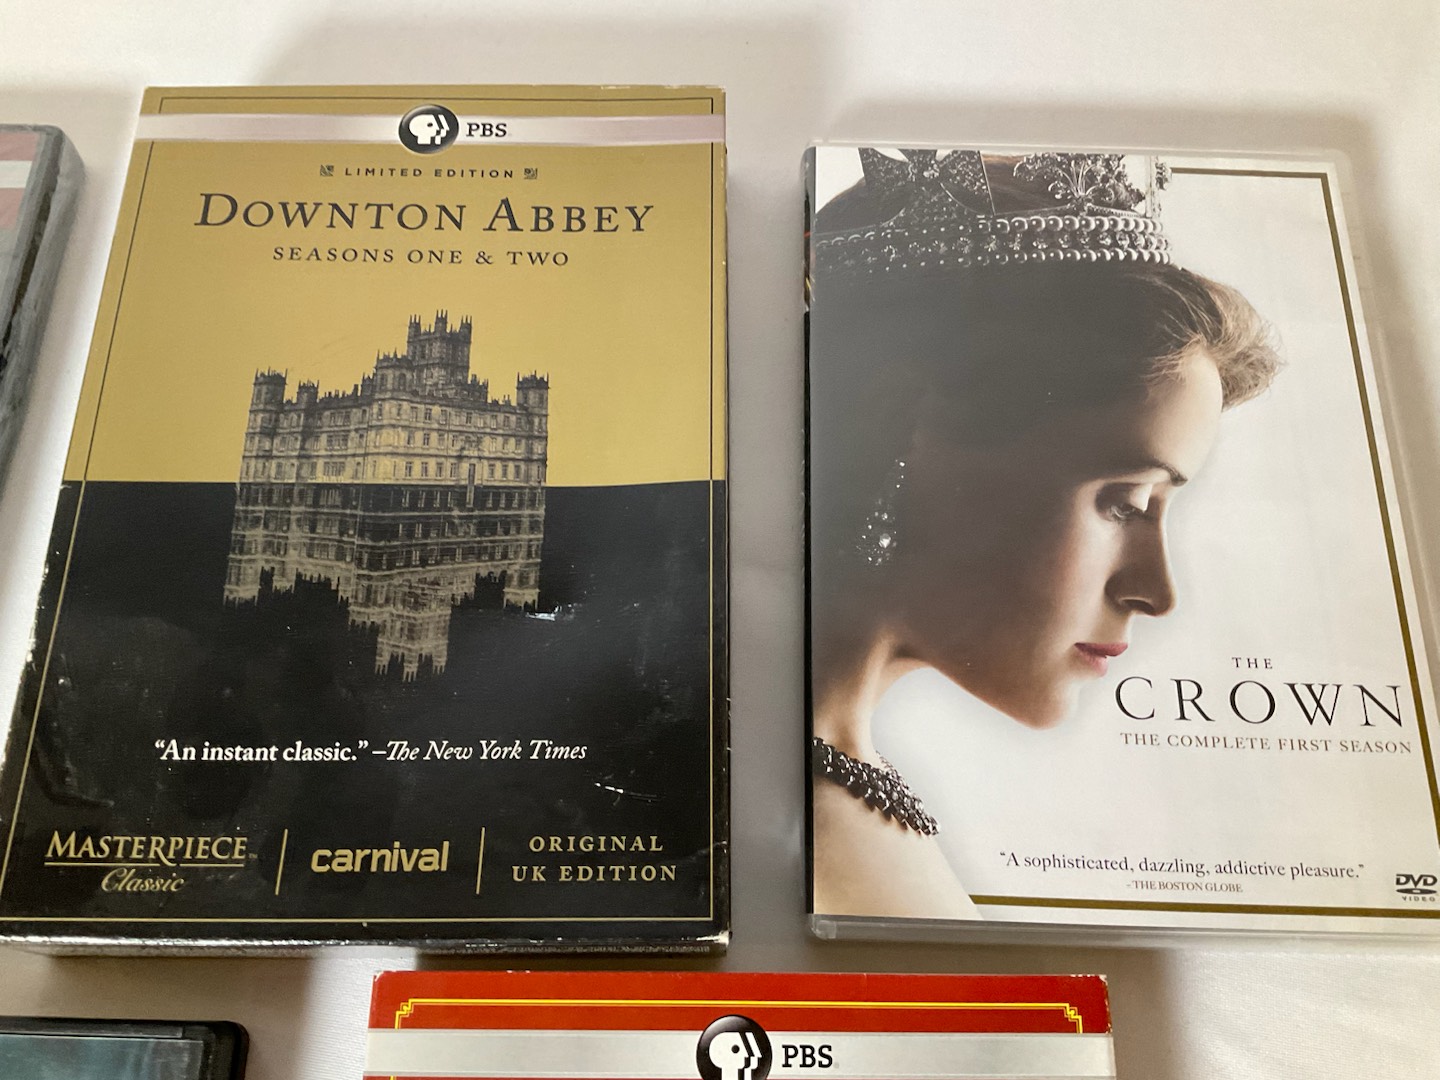 PBS
LIMITED EDITION
DOWNTON ABBEY
SEASONS ONE & TWO
"An instant classic." –The New York Times
MASTERPIECE™
Classic
carnival
ORIGINAL
UK EDITION
THE
CROWN
THE COMPLETE FIRST SEASON
"A sophisticated, dazzling, addictive pleasure."
- THE BOSTON GLOBE
DVD
VIDEO
PBS